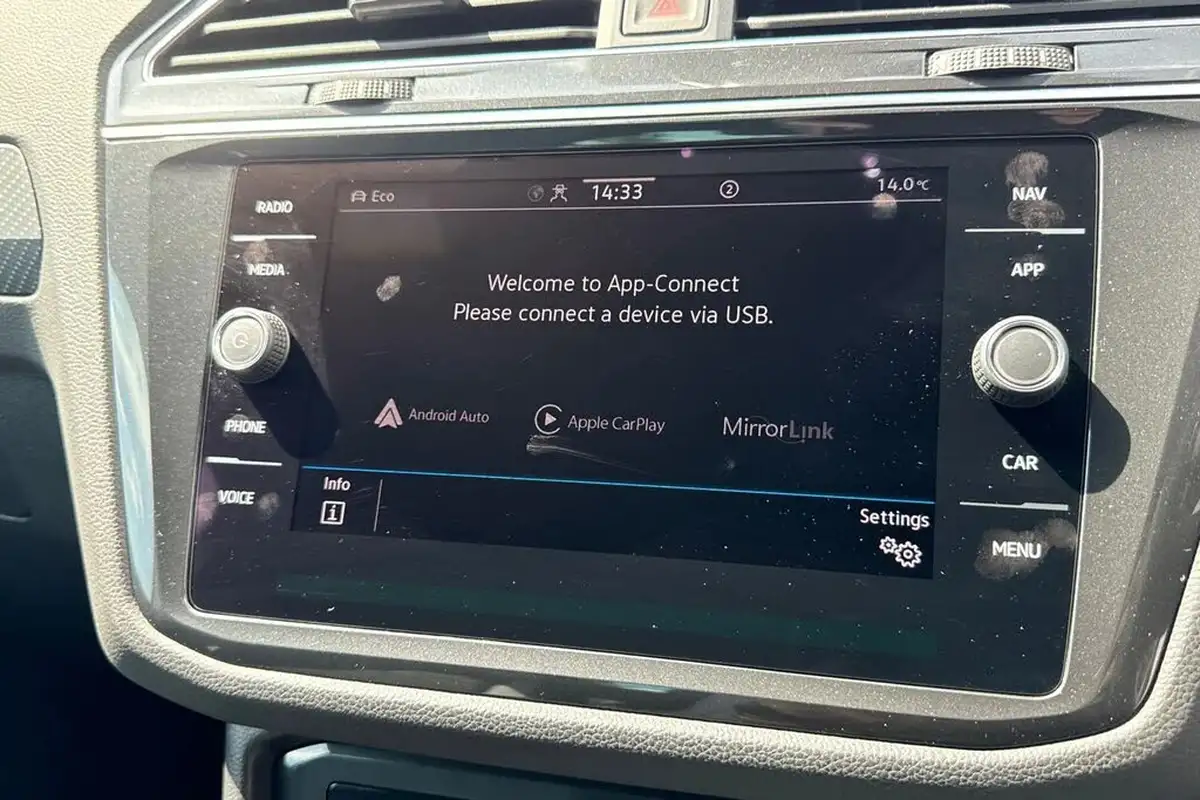 RADIO
MEDIA
PHONE
VOICE
Eco
14:33
2
14.0°C
Welcome to App-Connect
Please connect a device via USB.
Android Auto
Apple CarPlay
MirrorLink
Info
i
Settings
NAV
APP
CAR
MENU